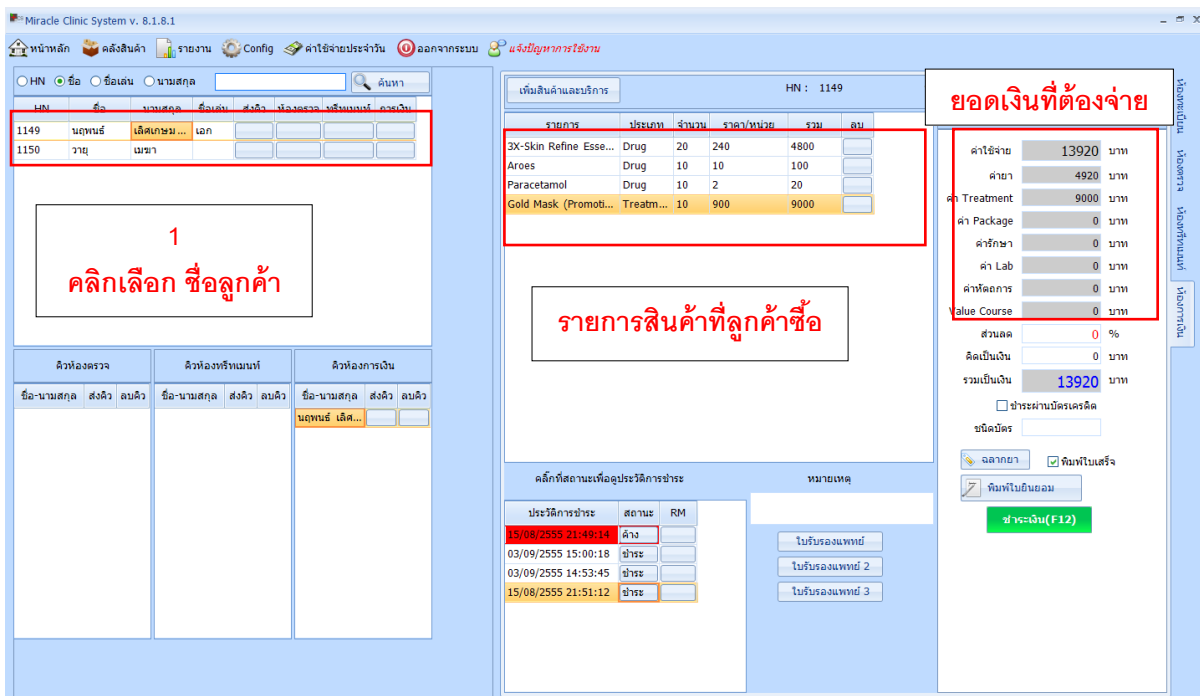 Miracle Clinic System v. 8.1.8.1
หน้าหลัก คลังสินค้า รายงาน Config ค่าใช้จ่ายประจำวัน ออกจากระบบ แจ้งปัญหาการใช้งาน
HN ชื่อ ชื่อเล่น นามสกุล ค้นหา
HN ชื่อ นามสกุล ชื่อเล่น ส่งคิว ห้องตรวจ ทรีทเมนท์ การเงิน
1149 นฤพนธ์ เลิศเกษม ... เอก
1150 วายุ เมฆา
1
คลิกเลือก ชื่อลูกค้า
คิวห้องตรวจ คิวห้องทรีทเมนท์ คิวห้องการเงิน
ชื่อ-นามสกุล ส่งคิว ลบคิว ชื่อ-นามสกุล ส่งคิว ลบคิว ชื่อ-นามสกุล ส่งคิว ลบคิว
นฤพนธ์ เลิศ...
เพิ่มสินค้าและบริการ HN : 1149
รายการ ประเภท จำนวน ราคา/หน่วย รวม ลบ
3X-Skin Refine Esse... Drug 20 240 4800
Aroes Drug 10 10 100
Paracetamol Drug 10 2 20
Gold Mask (Promoti... Treatm... 10 900 9000
รายการสินค้าที่ลูกค้าซื้อ
คลิ๊กที่สถานะเพื่อดูประวัติการชำระ หมายเหตุ
ประวัติการชำระ สถานะ RM
15/08/2555 21:49:14 ค้าง
03/09/2555 15:00:18 ชำระ
03/09/2555 14:53:45 ชำระ
15/08/2555 21:51:12 ชำระ
ใบรับรองแพทย์
ใบรับรองแพทย์ 2
ใบรับรองแพทย์ 3
ยอดเงินที่ต้องจ่าย
ค่าใช้จ่าย 13920 บาท
ค่ายา 4920 บาท
ค่า Treatment 9000 บาท
ค่า Package 0 บาท
ค่ารักษา 0 บาท
ค่า Lab 0 บาท
ค่าหัตถการ 0 บาท
Value Course 0 บาท
ส่วนลด 0 %
คิดเป็นเงิน 0 บาท
รวมเป็นเงิน 13920 บาท
ชำระผ่านบัตรเครดิต
ชนิดบัตร
ฉลากยา พิมพ์ใบเสร็จ
พิมพ์ใบยินยอม
ชำระเงิน(F12)
ห้องทะเบียน
ห้องตรวจ
ห้องทรีทเมนท์
ห้องการเงิน